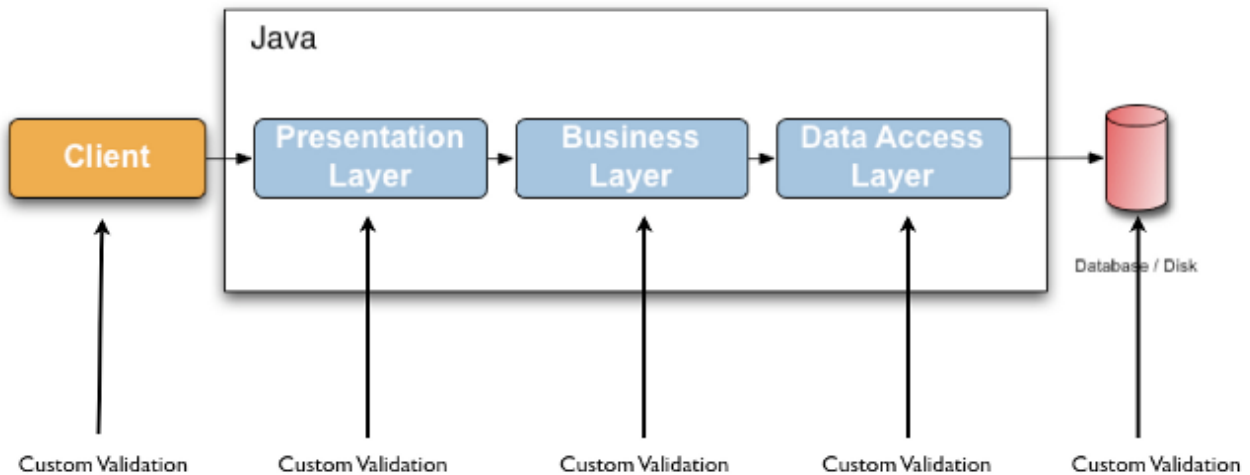 Java
Client
Presentation
Layer
Business
Layer
Data Access
Layer
Database / Disk
Custom Validation
Custom Validation
Custom Validation
Custom Validation
Custom Validation